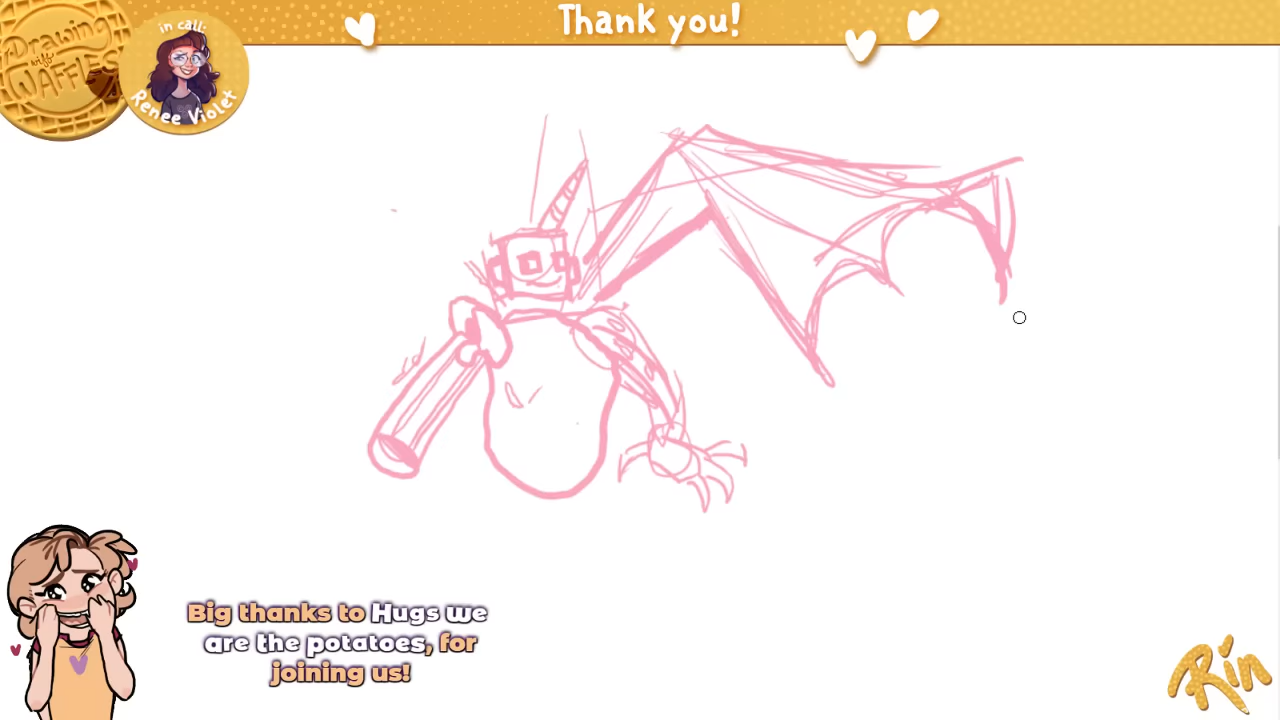 Thank you!
Drawing
with
WAFFLES
in call:
Renee Violet
Big thanks to Hugs we
are the potatoes, for
joining us!
Rin